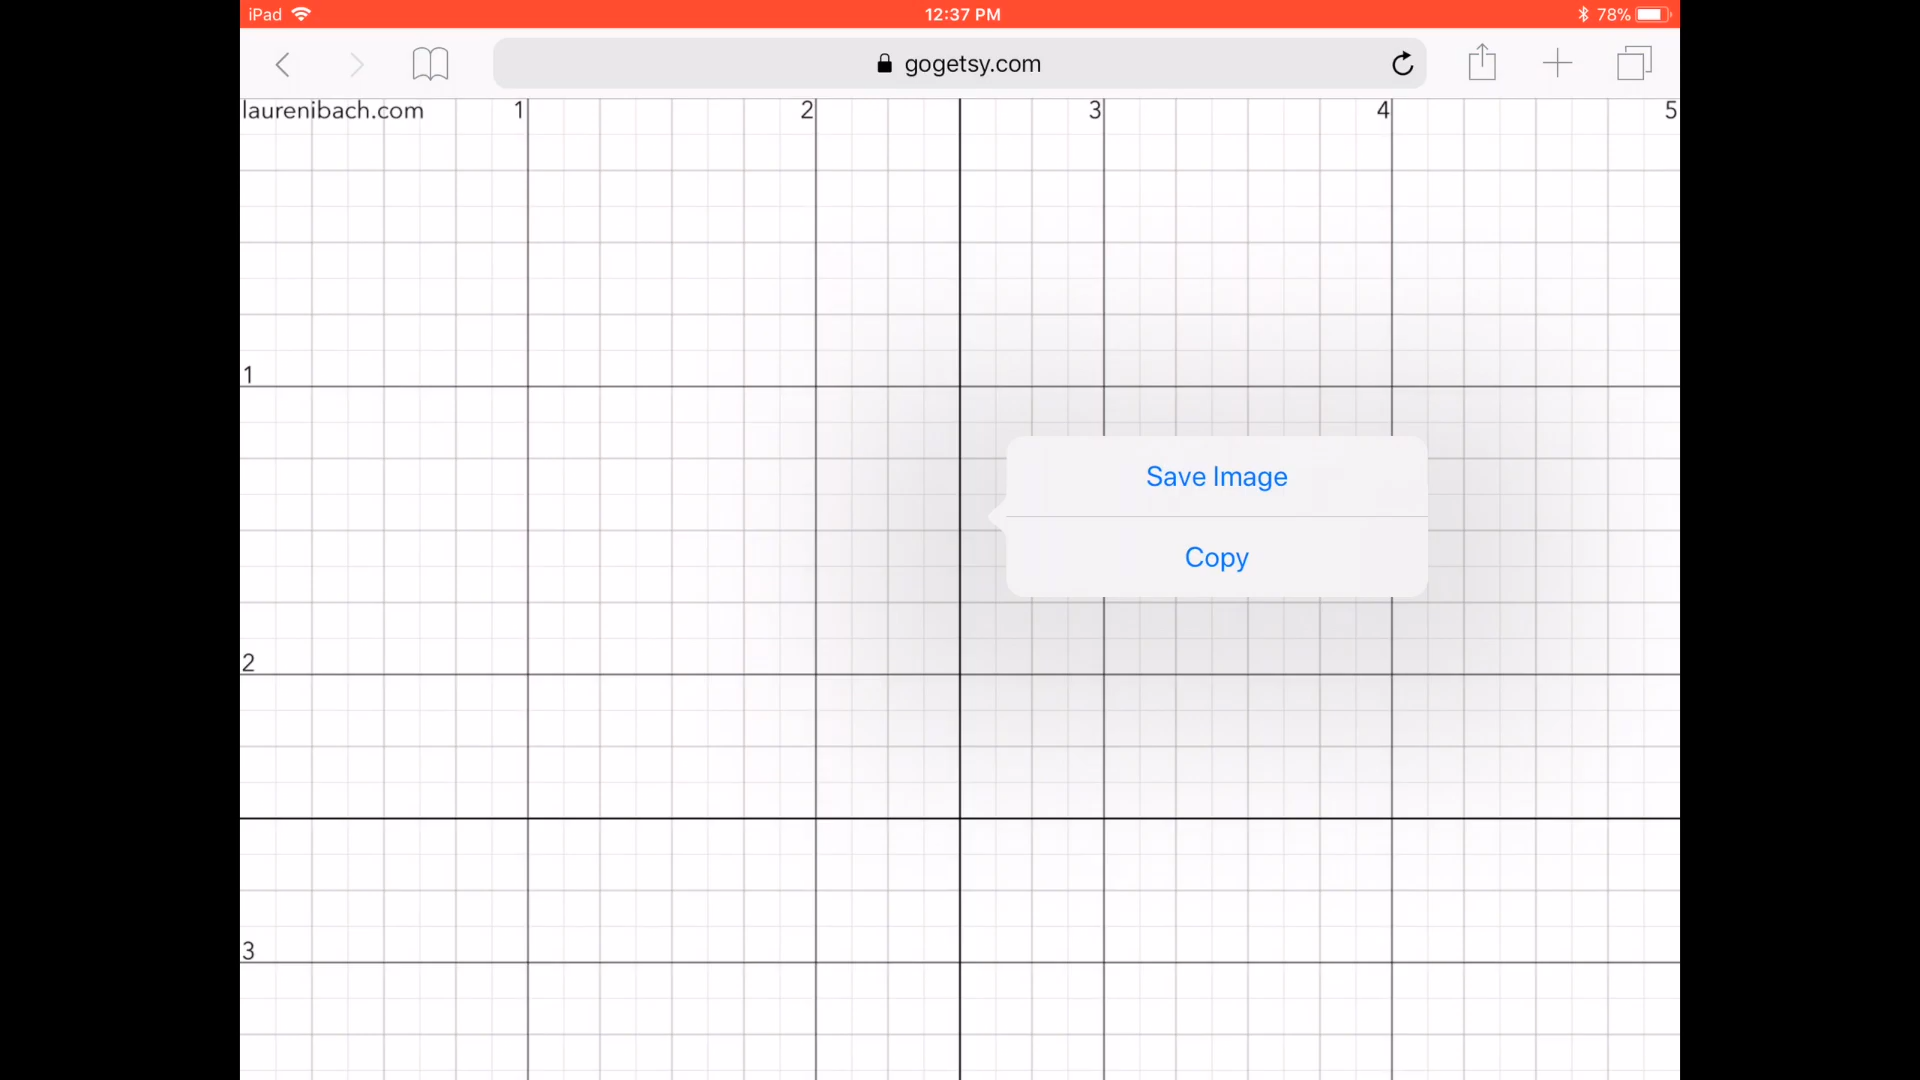 iPad 12:37 PM 78%
gogetsy.com
laurenibach.com 1 2 3 4 5
1
Save Image
Copy
2
3